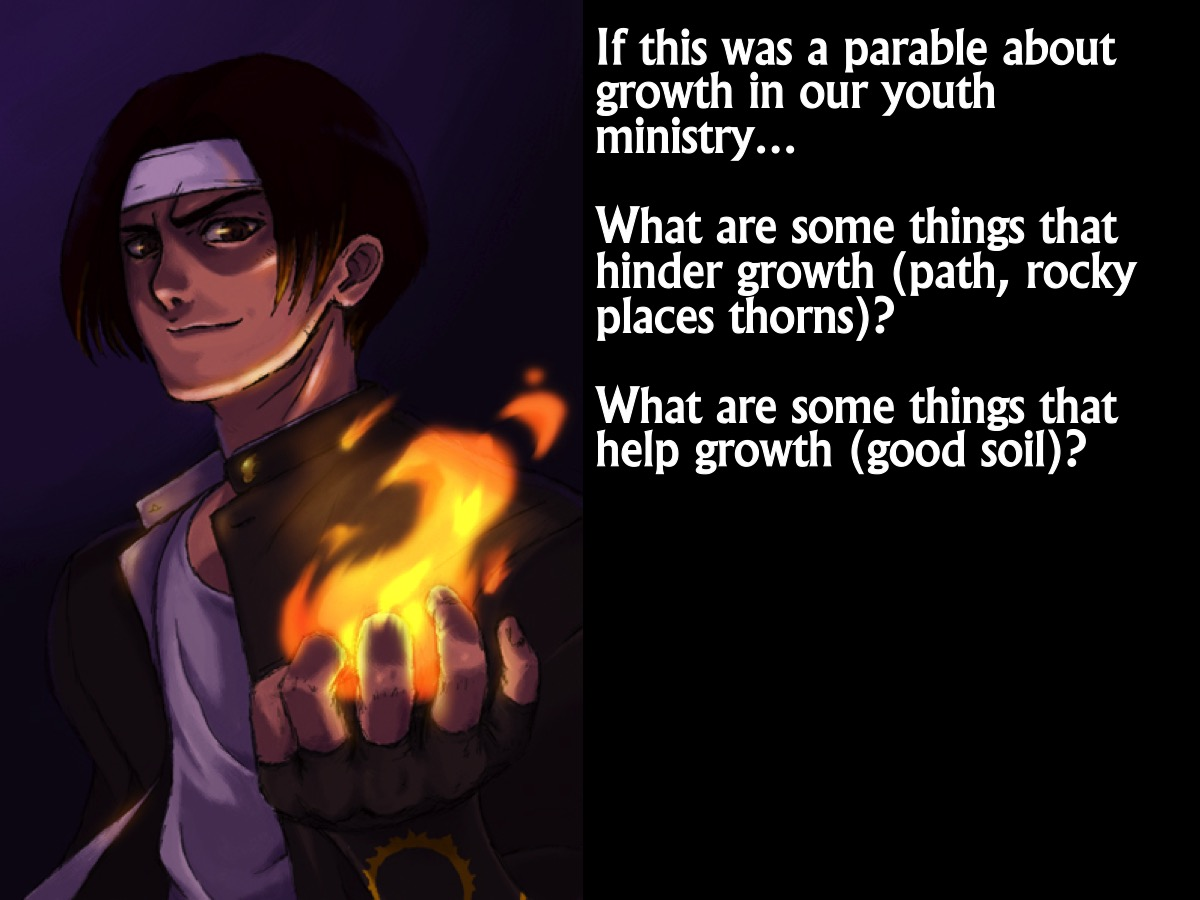 If this was a parable about
growth in our youth
ministry...
What are some things that
hinder growth (path, rocky
places thorns)?
What are some things that
help growth (good soil)?